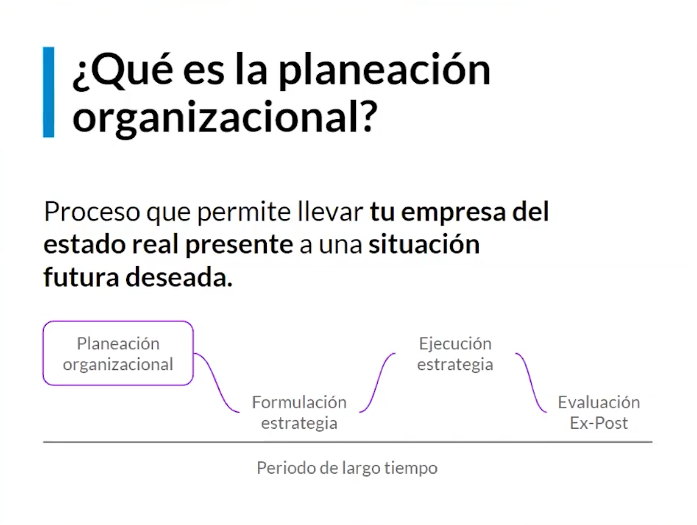 ¿Qué es la planeación
organizacional?
Proceso que permite llevar tu empresa del
estado real presente a una situación
futura deseada.
Planeación
organizacional
Formulación
estrategia
Ejecución
estrategia
Evaluación
Ex-Post
Periodo de largo tiempo